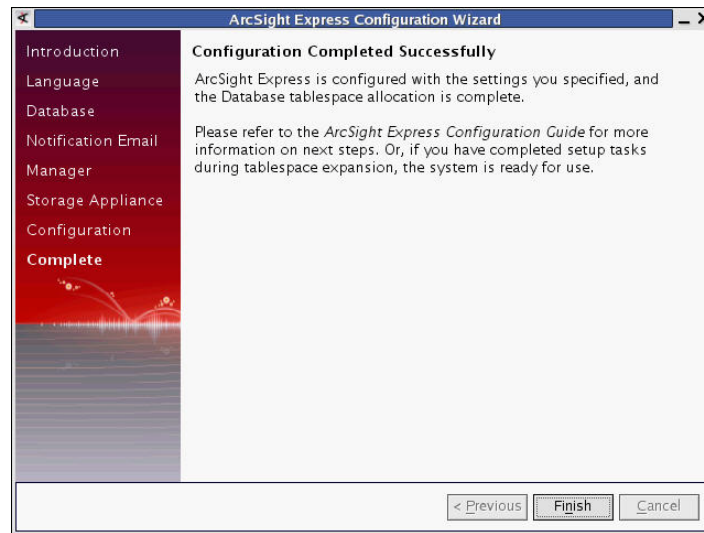 ArcSight Express Configuration Wizard
Introduction
Language
Database
Notification Email
Manager
Storage Appliance
Configuration
Complete
Configuration Completed Successfully
ArcSight Express is configured with the settings you specified, and
the Database tablespace allocation is complete.
Please refer to the ArcSight Express Configuration Guide for more
information on next steps. Or, if you have completed setup tasks
during tablespace expansion, the system is ready for use.
< Previous
Finish
Cancel